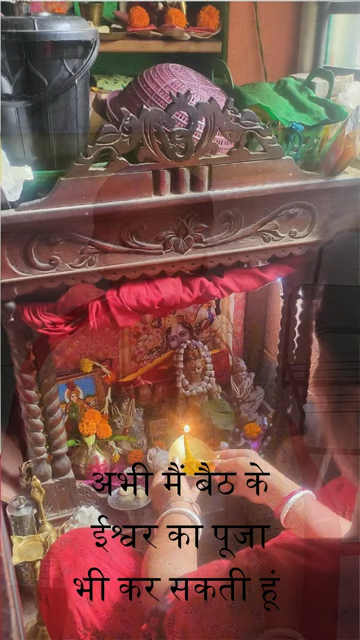 अभी मैं बैठ के
ईश्वर का पूजा
भी कर सकती हूं